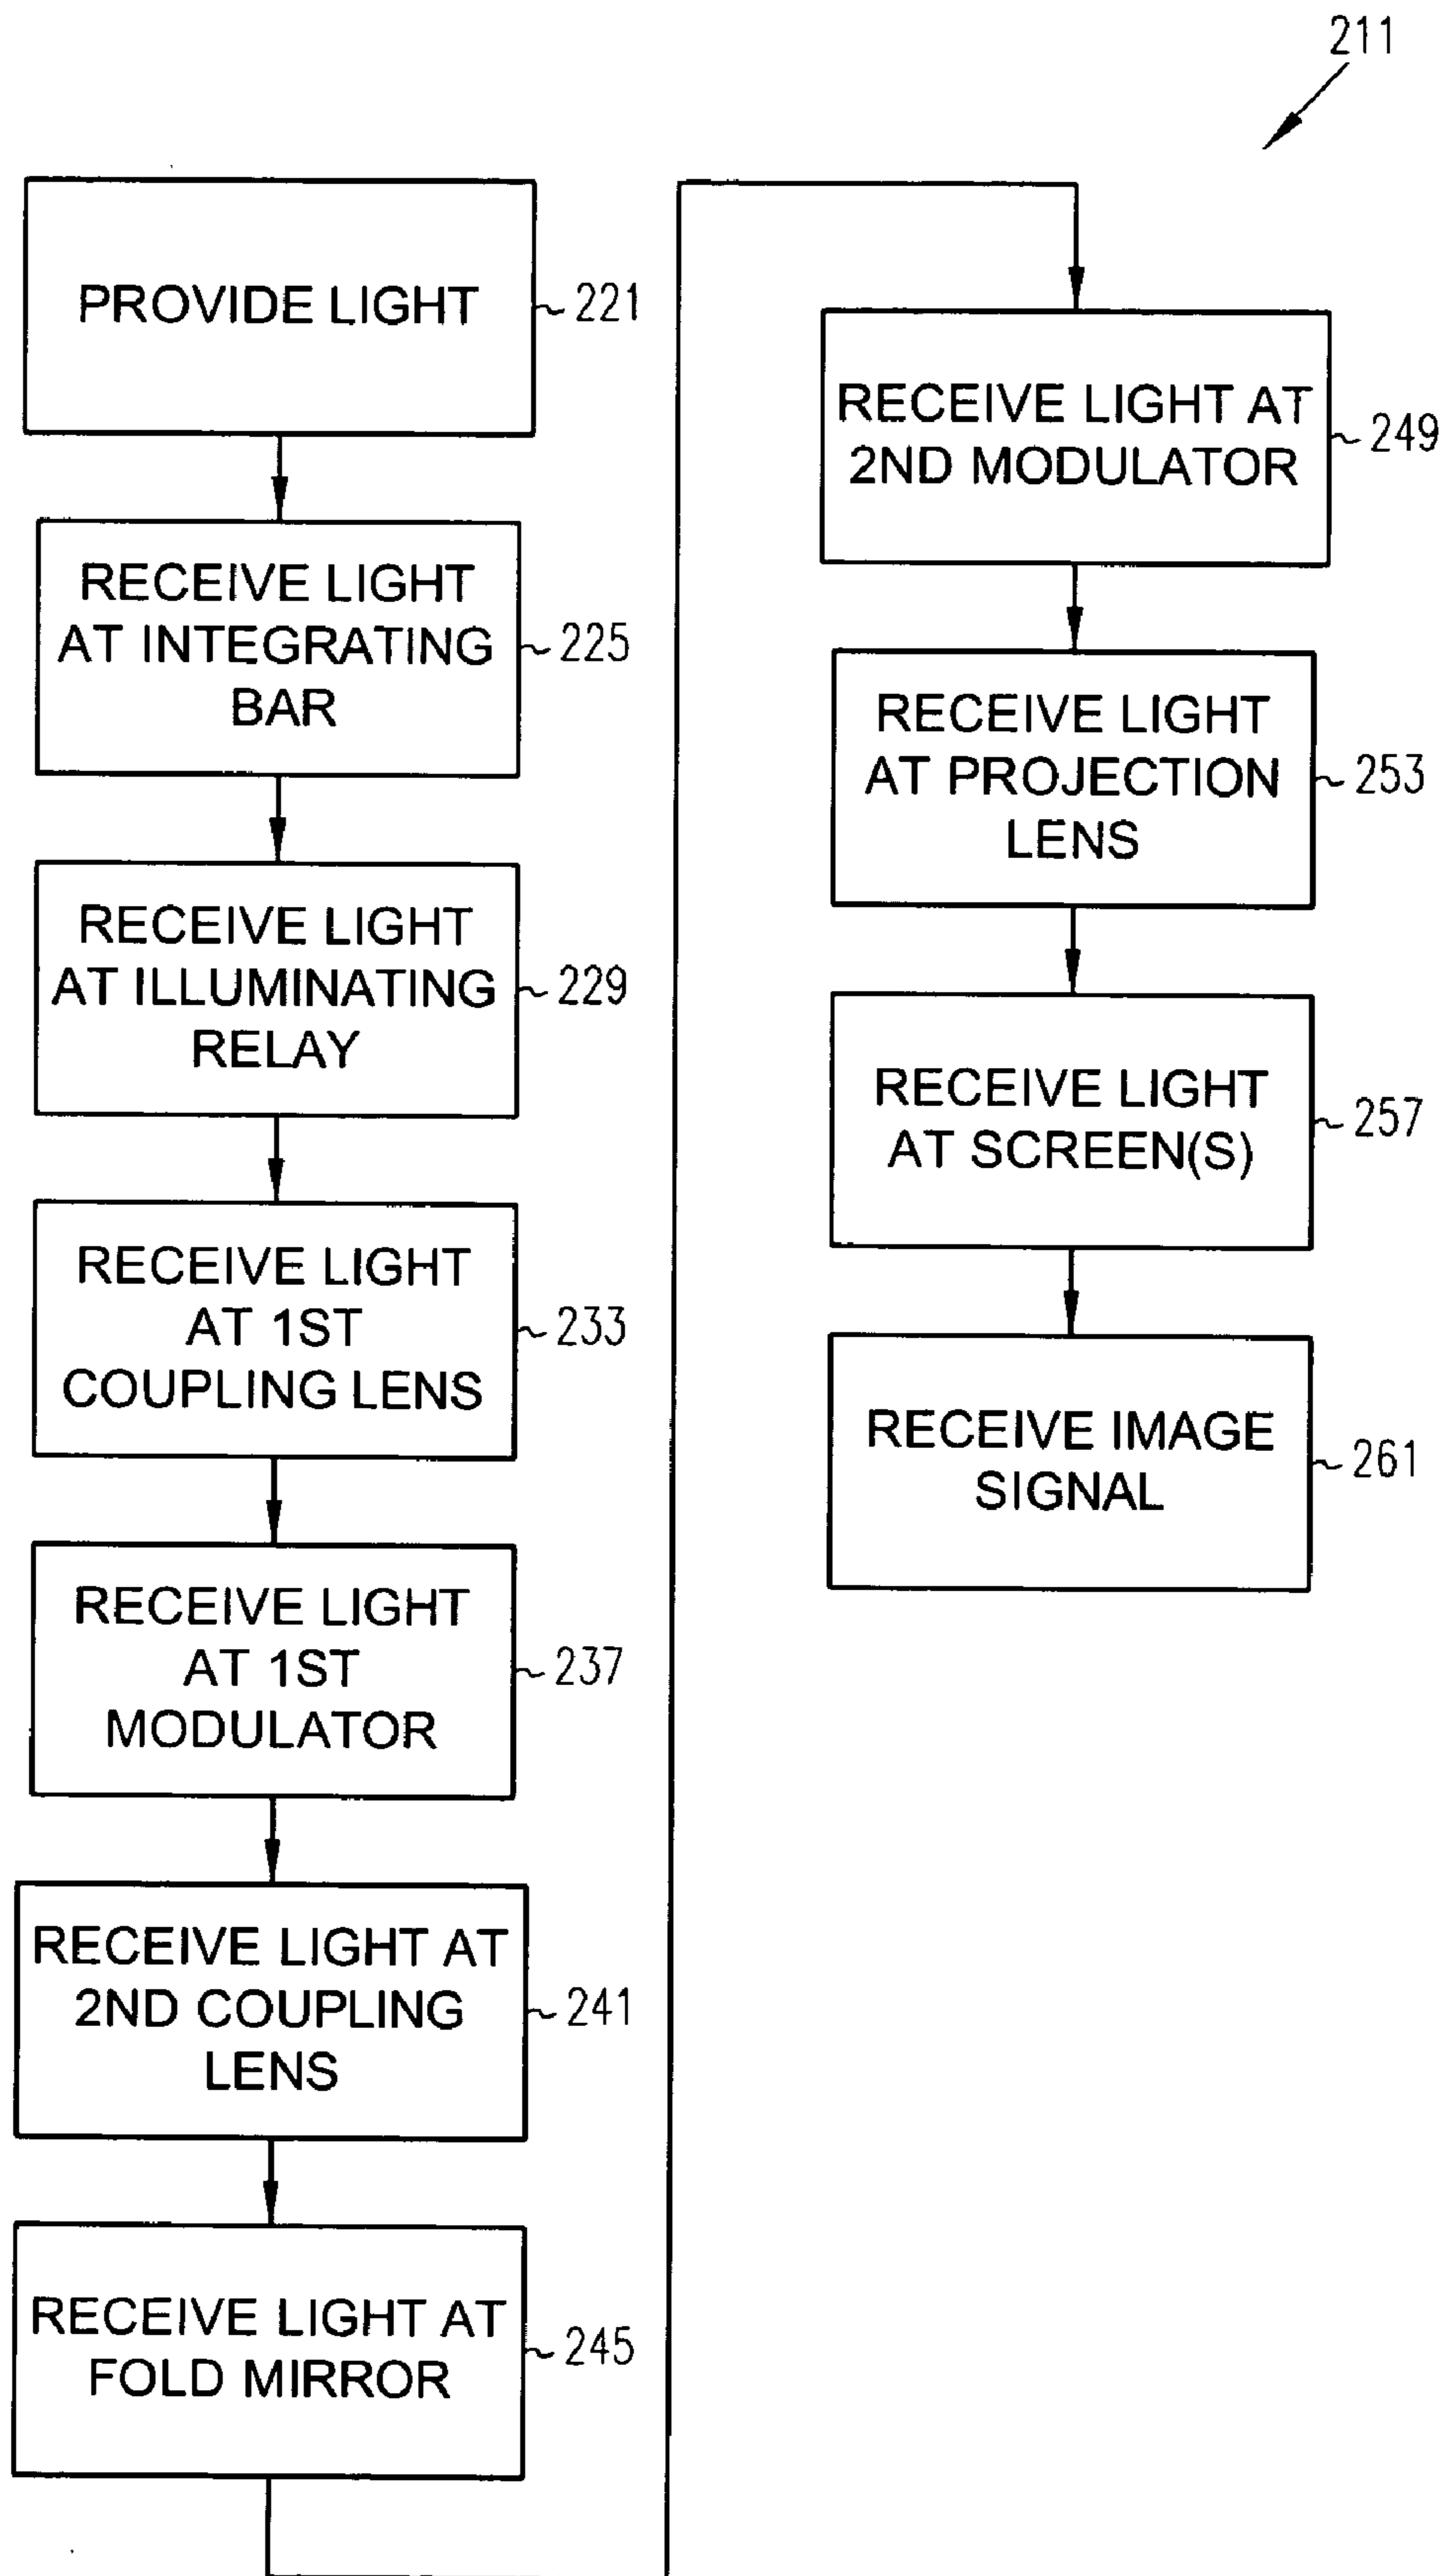 211
PROVIDE LIGHT
221
RECEIVE LIGHT
AT INTEGRATING
BAR
225
RECEIVE LIGHT
AT ILLUMINATING
RELAY
229
RECEIVE LIGHT
AT 1ST
COUPLING LENS
233
RECEIVE LIGHT
AT 1ST
MODULATOR
237
RECEIVE LIGHT AT
2ND COUPLING
LENS
241
RECEIVE LIGHT AT
FOLD MIRROR
245
RECEIVE LIGHT AT
2ND MODULATOR
249
RECEIVE LIGHT
AT PROJECTION
LENS
253
RECEIVE LIGHT
AT SCREEN(S)
257
RECEIVE IMAGE
SIGNAL
261